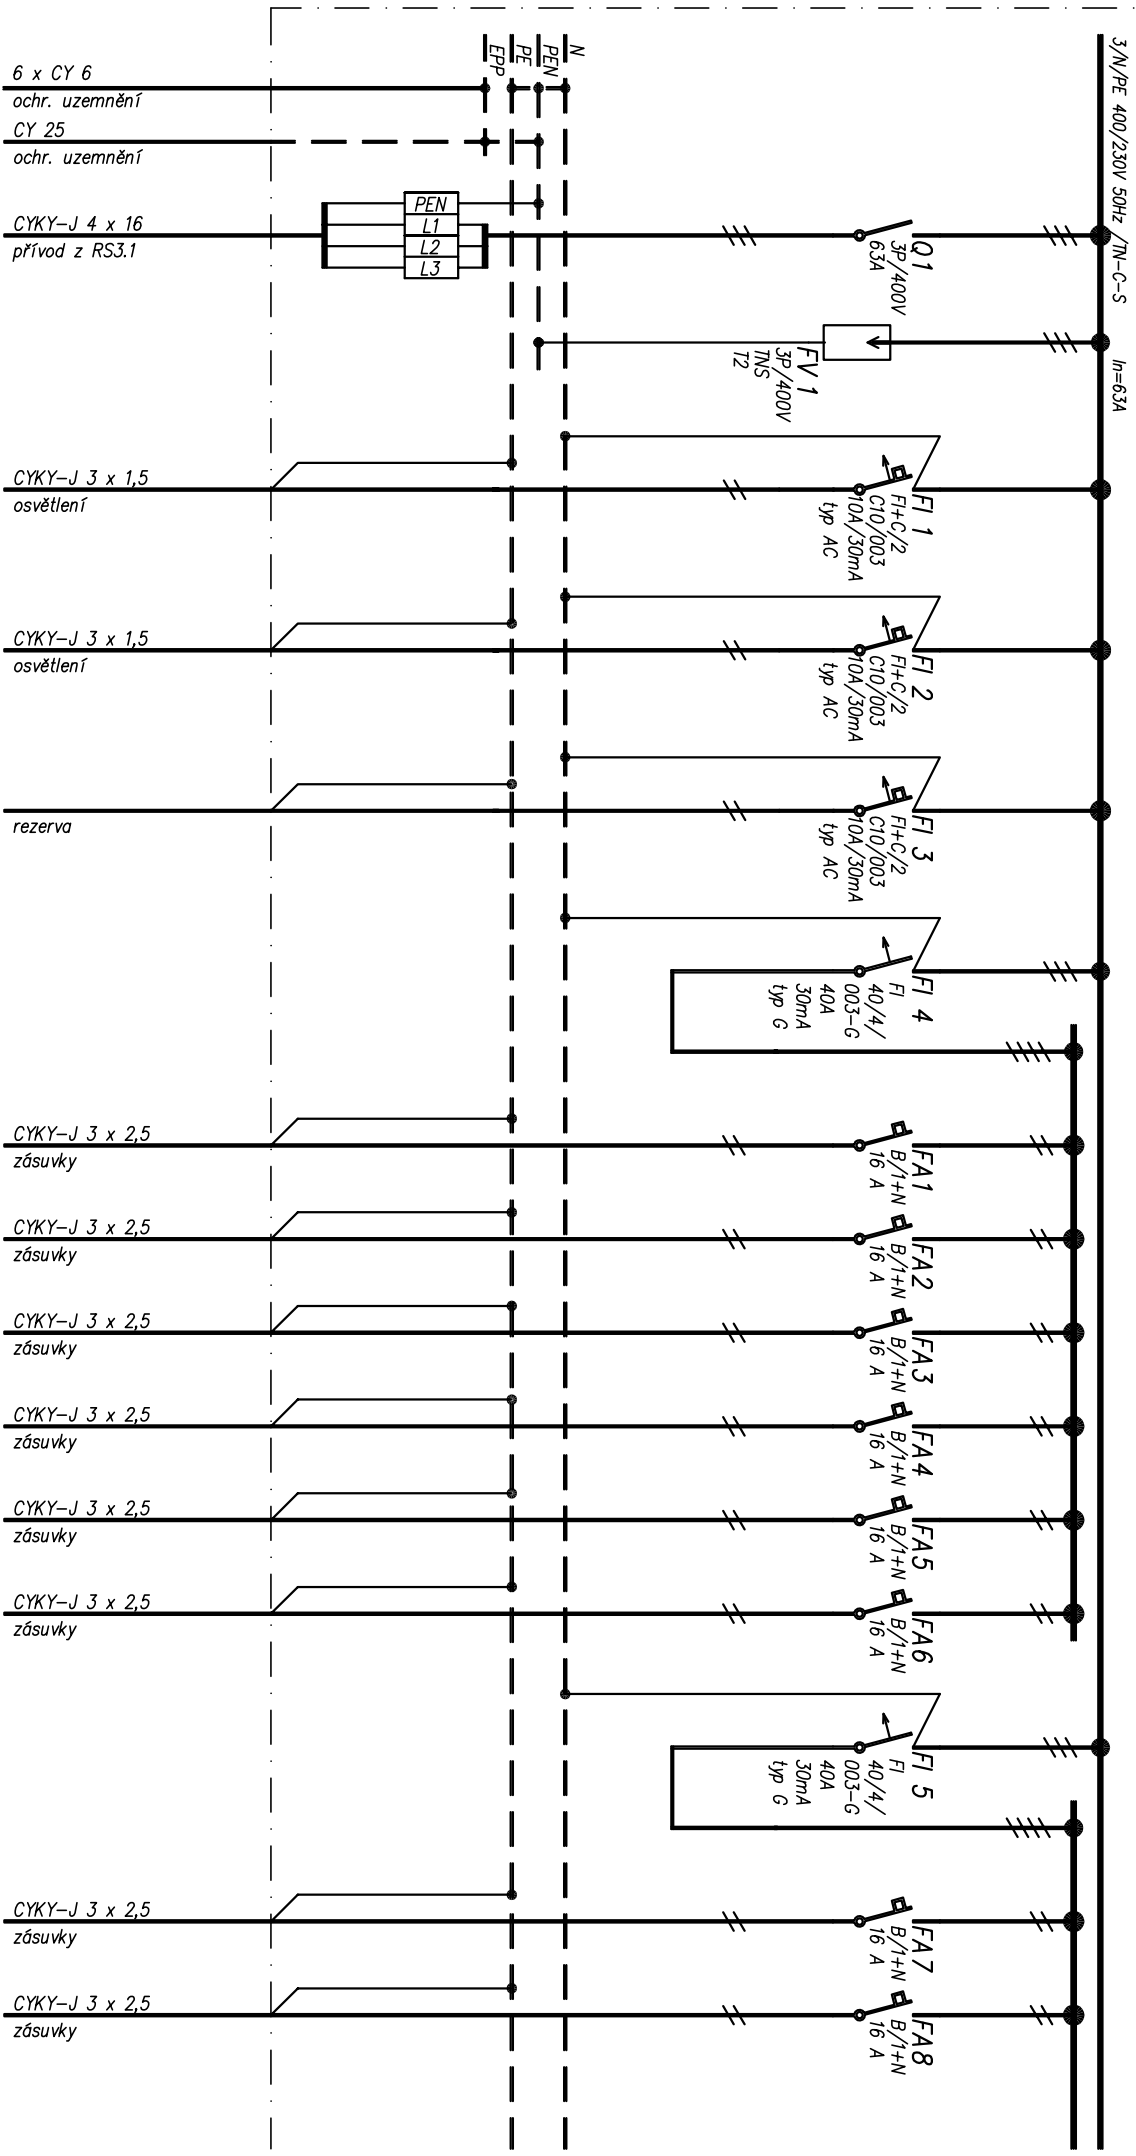 3/N/PE 400/230V 50Hz /TN-C-S
In=63A
N
PEN
PE
EPP
6 x CY 6
ochr. uzemnění
CY 25
ochr. uzemnění
CYKY-J 4 x 16
přívod z RS3.1
PEN
L1
L2
L3
Q1
3P/400V
63A
FV 1
3P/400V
TNS
T2
CYKY-J 3 x 1,5
osvětlení
FI 1
FI+C/2
C10/003
10A/30mA
typ AC
CYKY-J 3 x 1,5
osvětlení
FI 2
FI+C/2
C10/003
10A/30mA
typ AC
rezerva
FI 3
FI+C/2
C10/003
10A/30mA
typ AC
FI 4
FI
40/4/
003-G
40A
30mA
typ G
CYKY-J 3 x 2,5
zásuvky
FA1
B/1+N
16 A
CYKY-J 3 x 2,5
zásuvky
FA2
B/1+N
16 A
CYKY-J 3 x 2,5
zásuvky
FA3
B/1+N
16 A
CYKY-J 3 x 2,5
zásuvky
FA4
B/1+N
16 A
CYKY-J 3 x 2,5
zásuvky
FA5
B/1+N
16 A
CYKY-J 3 x 2,5
zásuvky
FA6
B/1+N
16 A
FI 5
FI
40/4/
003-G
40A
30mA
typ G
CYKY-J 3 x 2,5
zásuvky
FA7
B/1+N
16 A
CYKY-J 3 x 2,5
zásuvky
FA8
B/1+N
16 A